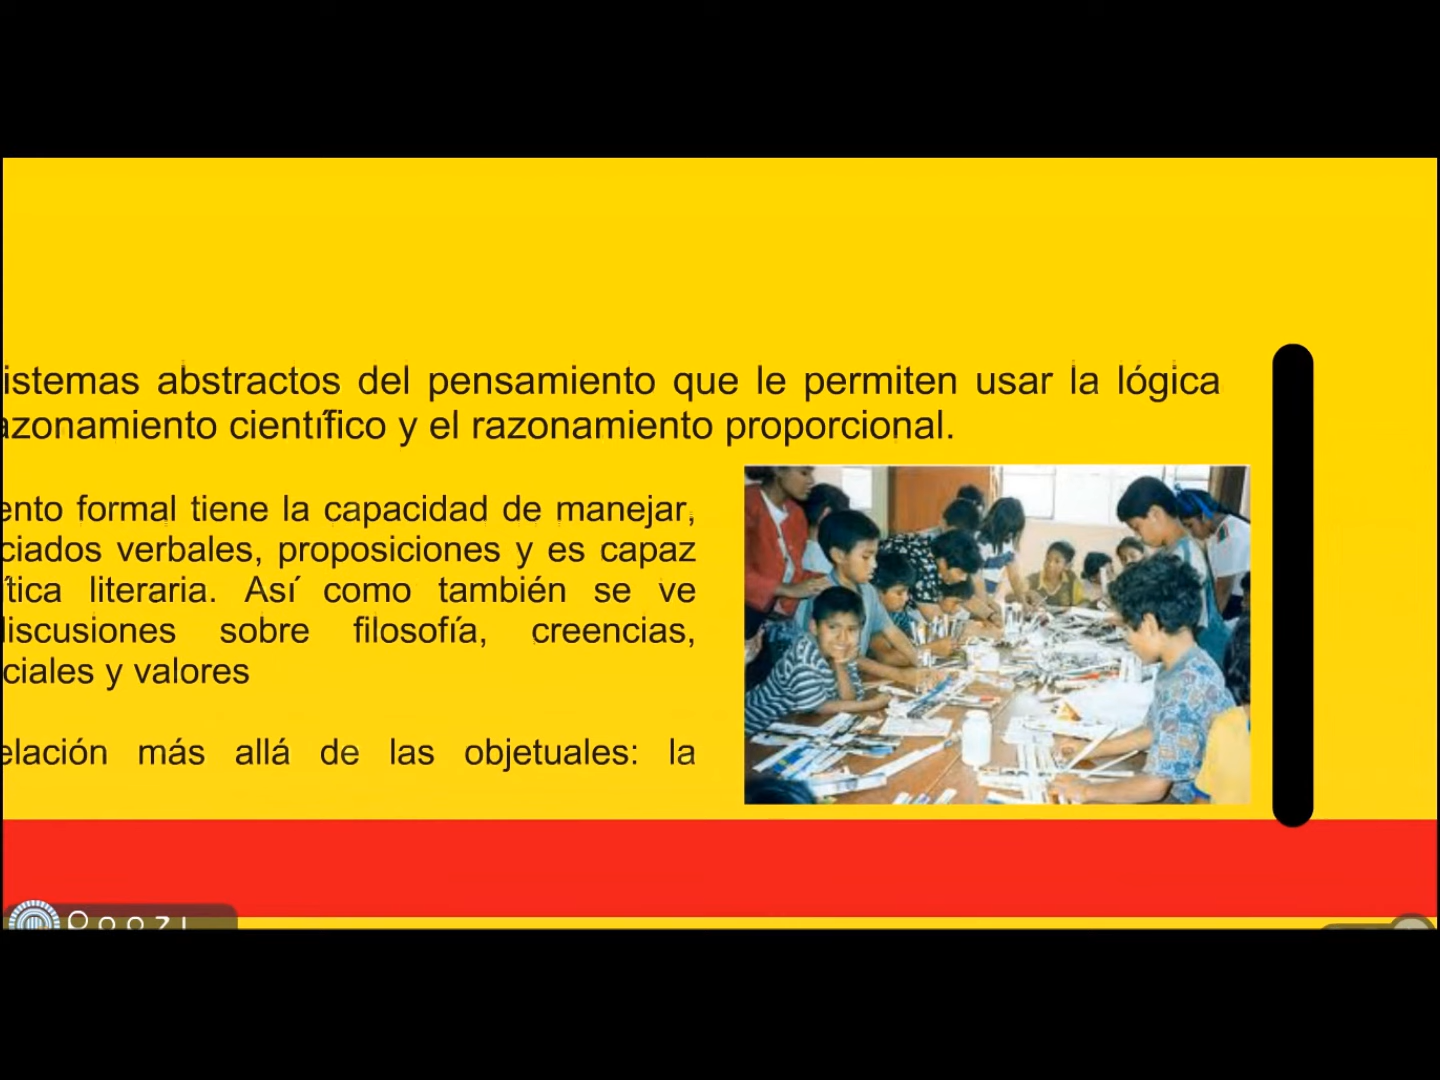 istemas abstractos del pensamiento que le permiten usar la lógica
azonamiento científico y el razonamiento proporcional.
ento formal tiene la capacidad de manejar,
ciados verbales, proposiciones y es capaz
ítica literaria. Así como también se ve
discusiones sobre filosofía, creencias,
ciales y valores
elación más allá de las objetuales: la